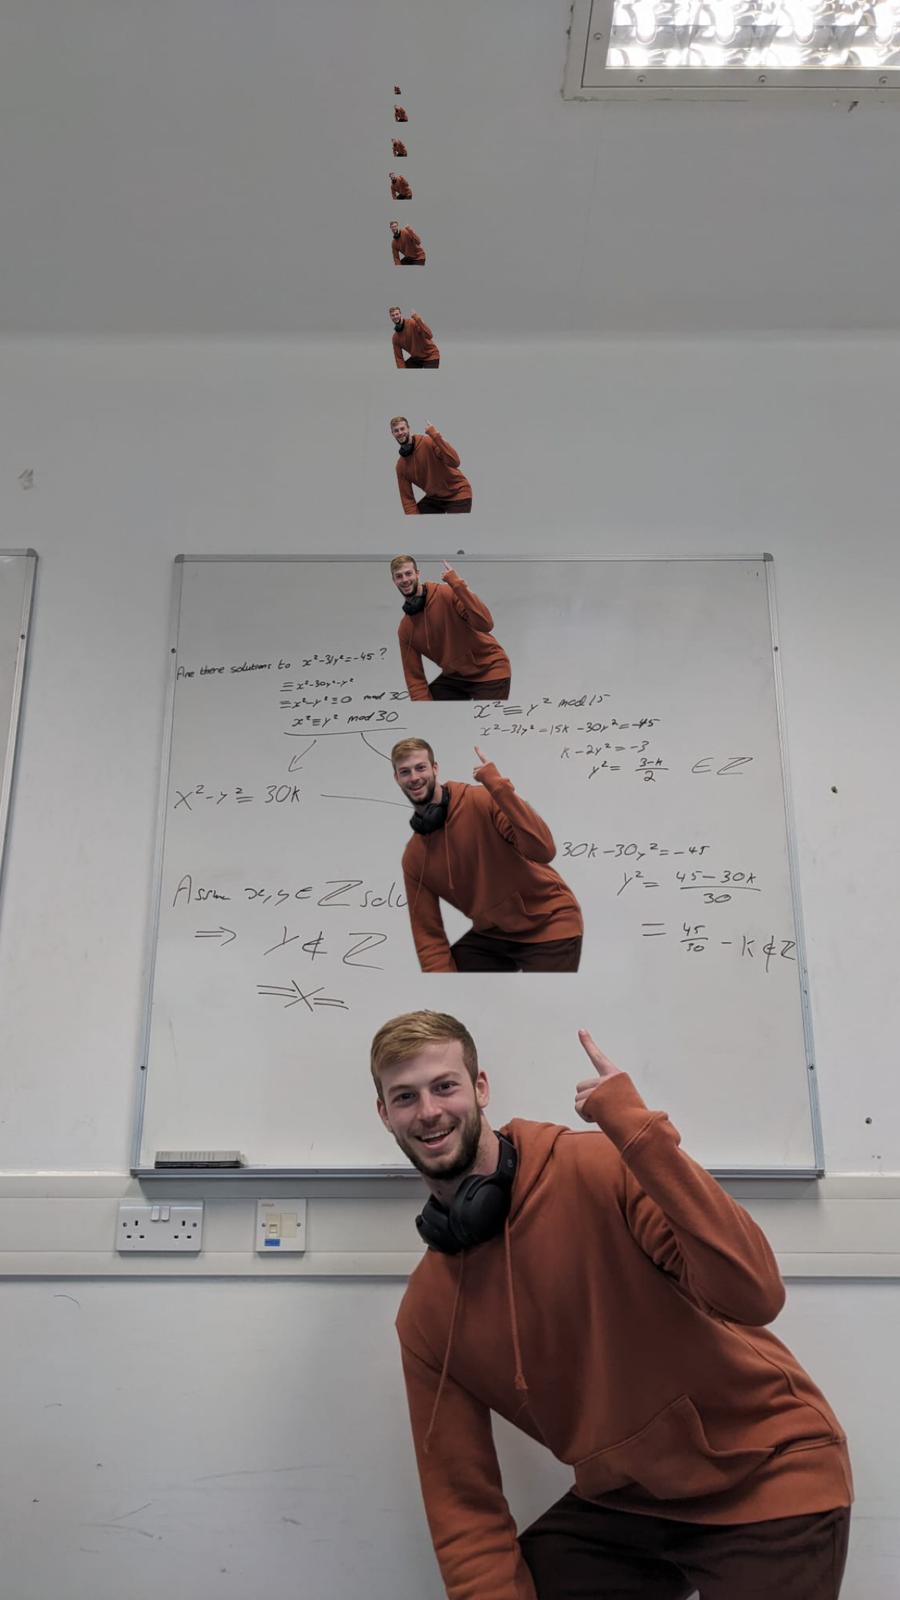 Are there solutions to x²-31y²=-45?
≡x²-30y²-y²
≡x²-y²≡0 mod 30
x²≡y² mod 30
x²-y²=30k
Assume x,y∈ℤ solu
⇒ y∉ℤ
=X=
x²≡y² mod 15
x²-31y²=15k-30y²=-45
k-2y²=-3
y²= 3-k/2 ∈ℤ
30k-30y²=-45
y²= 45-30k/30
= 45/30 -k∉ℤ